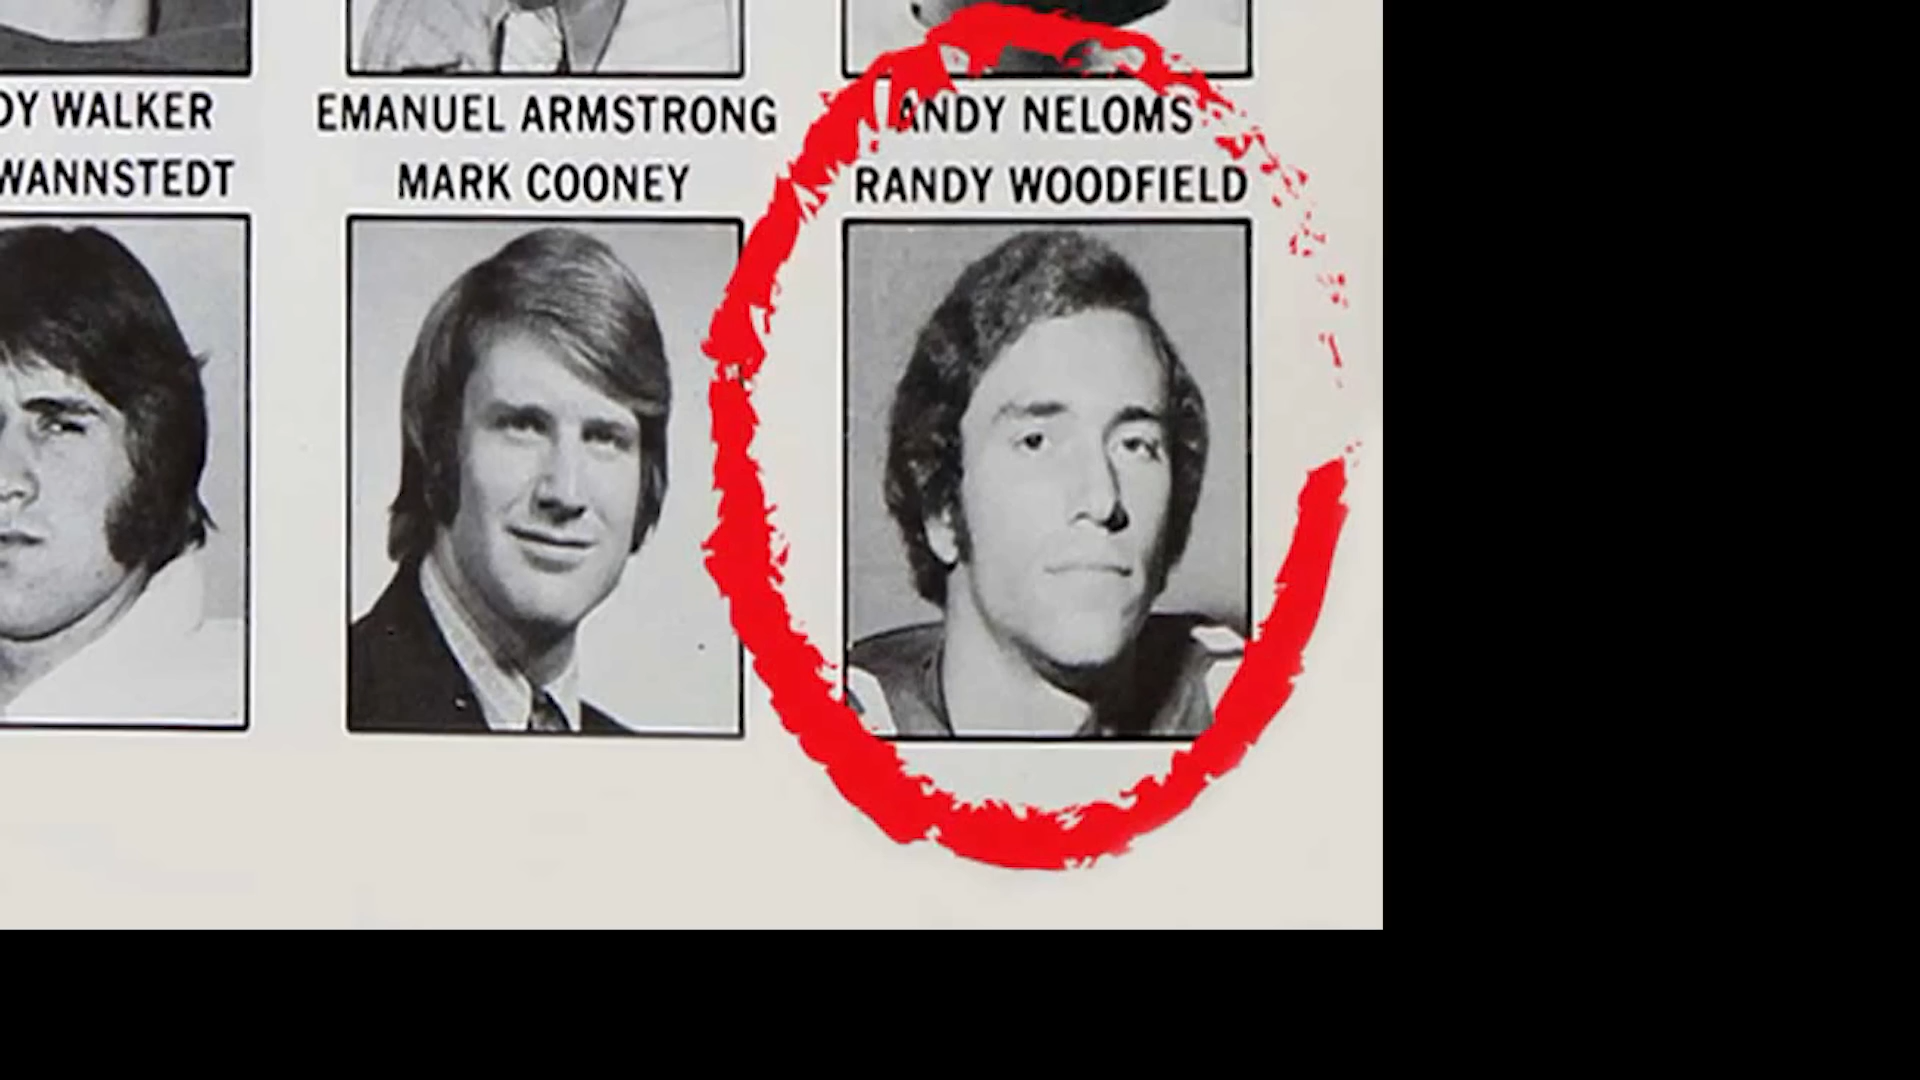 DY WALKER
EMANUEL ARMSTRONG
ANDY NELOMS
WANNSTEDT
MARK COONEY
RANDY WOODFIELD